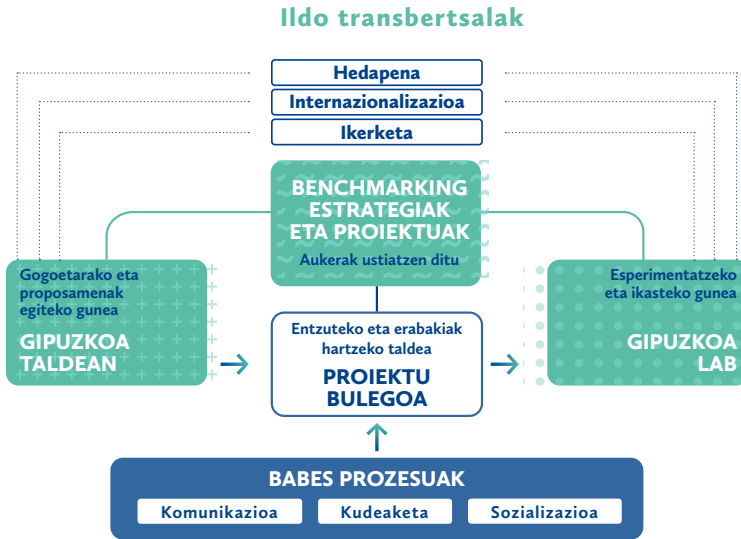 Ildo transbertsalak
Hedapena
Internazionalizazioa
Ikerketa
BENCHMARKING
ESTRATEGIAK
ETA PROIEKTUAK
Aukerak ustiatzen ditu
Gogoetarako eta
proposamenak
egiteko gunea
GIPUZKOA
TALDEAN
Entzuteko eta erabakiak
hartzeko taldea
PROIEKTU
BULEGOA
Esperimentatzeko
eta ikasteko gunea
GIPUZKOA
LAB
BABES PROZESUAK
Komunikazioa
Kudeaketa
Sozializazioa